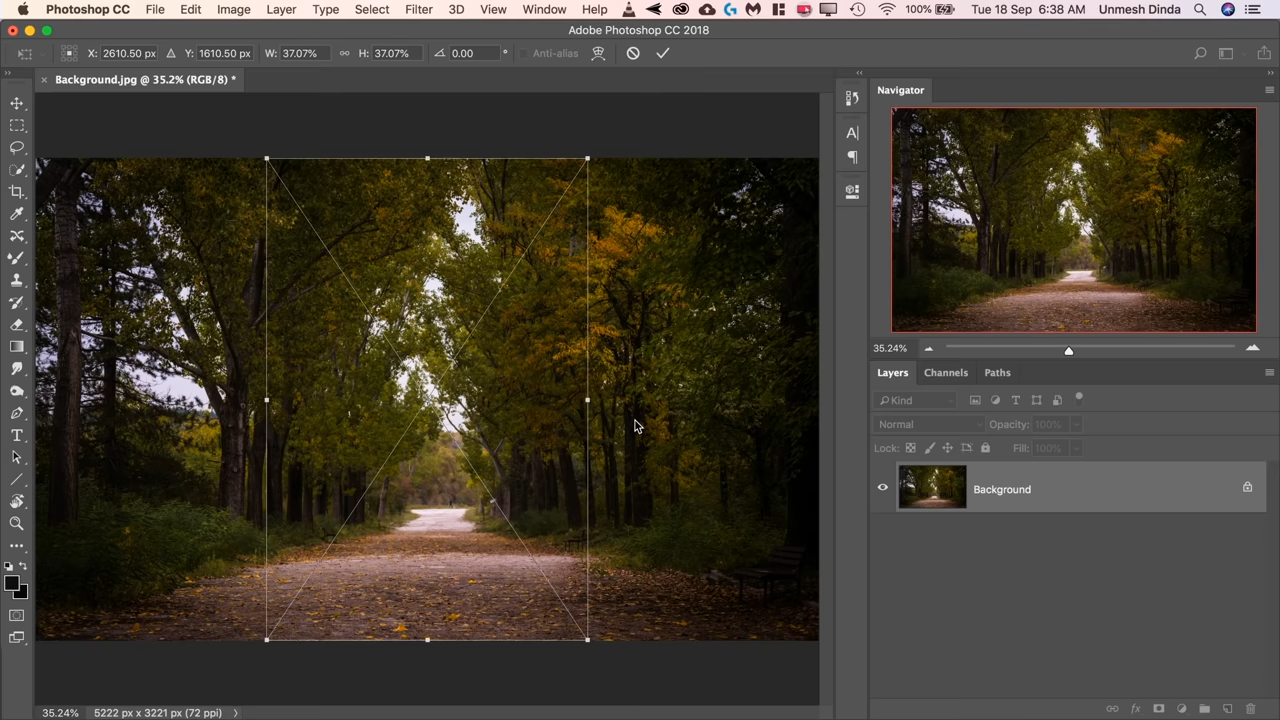 Photoshop CC File Edit Image Layer Type Select Filter 3D View Window Help 100% Tue 18 Sep 6:38 AM Unmesh Dinda
Adobe Photoshop CC 2018
X: 2610.50 px Y: 1610.50 px W: 37.07% H: 37.07% 0.00 ° Anti-alias
Background.jpg @ 35.2% (RGB/8) *
Navigator
35.24%
Layers Channels Paths
Kind
Normal Opacity: 100%
Lock: Fill: 100%
Background
35.24% 5222 px x 3221 px (72 ppi)